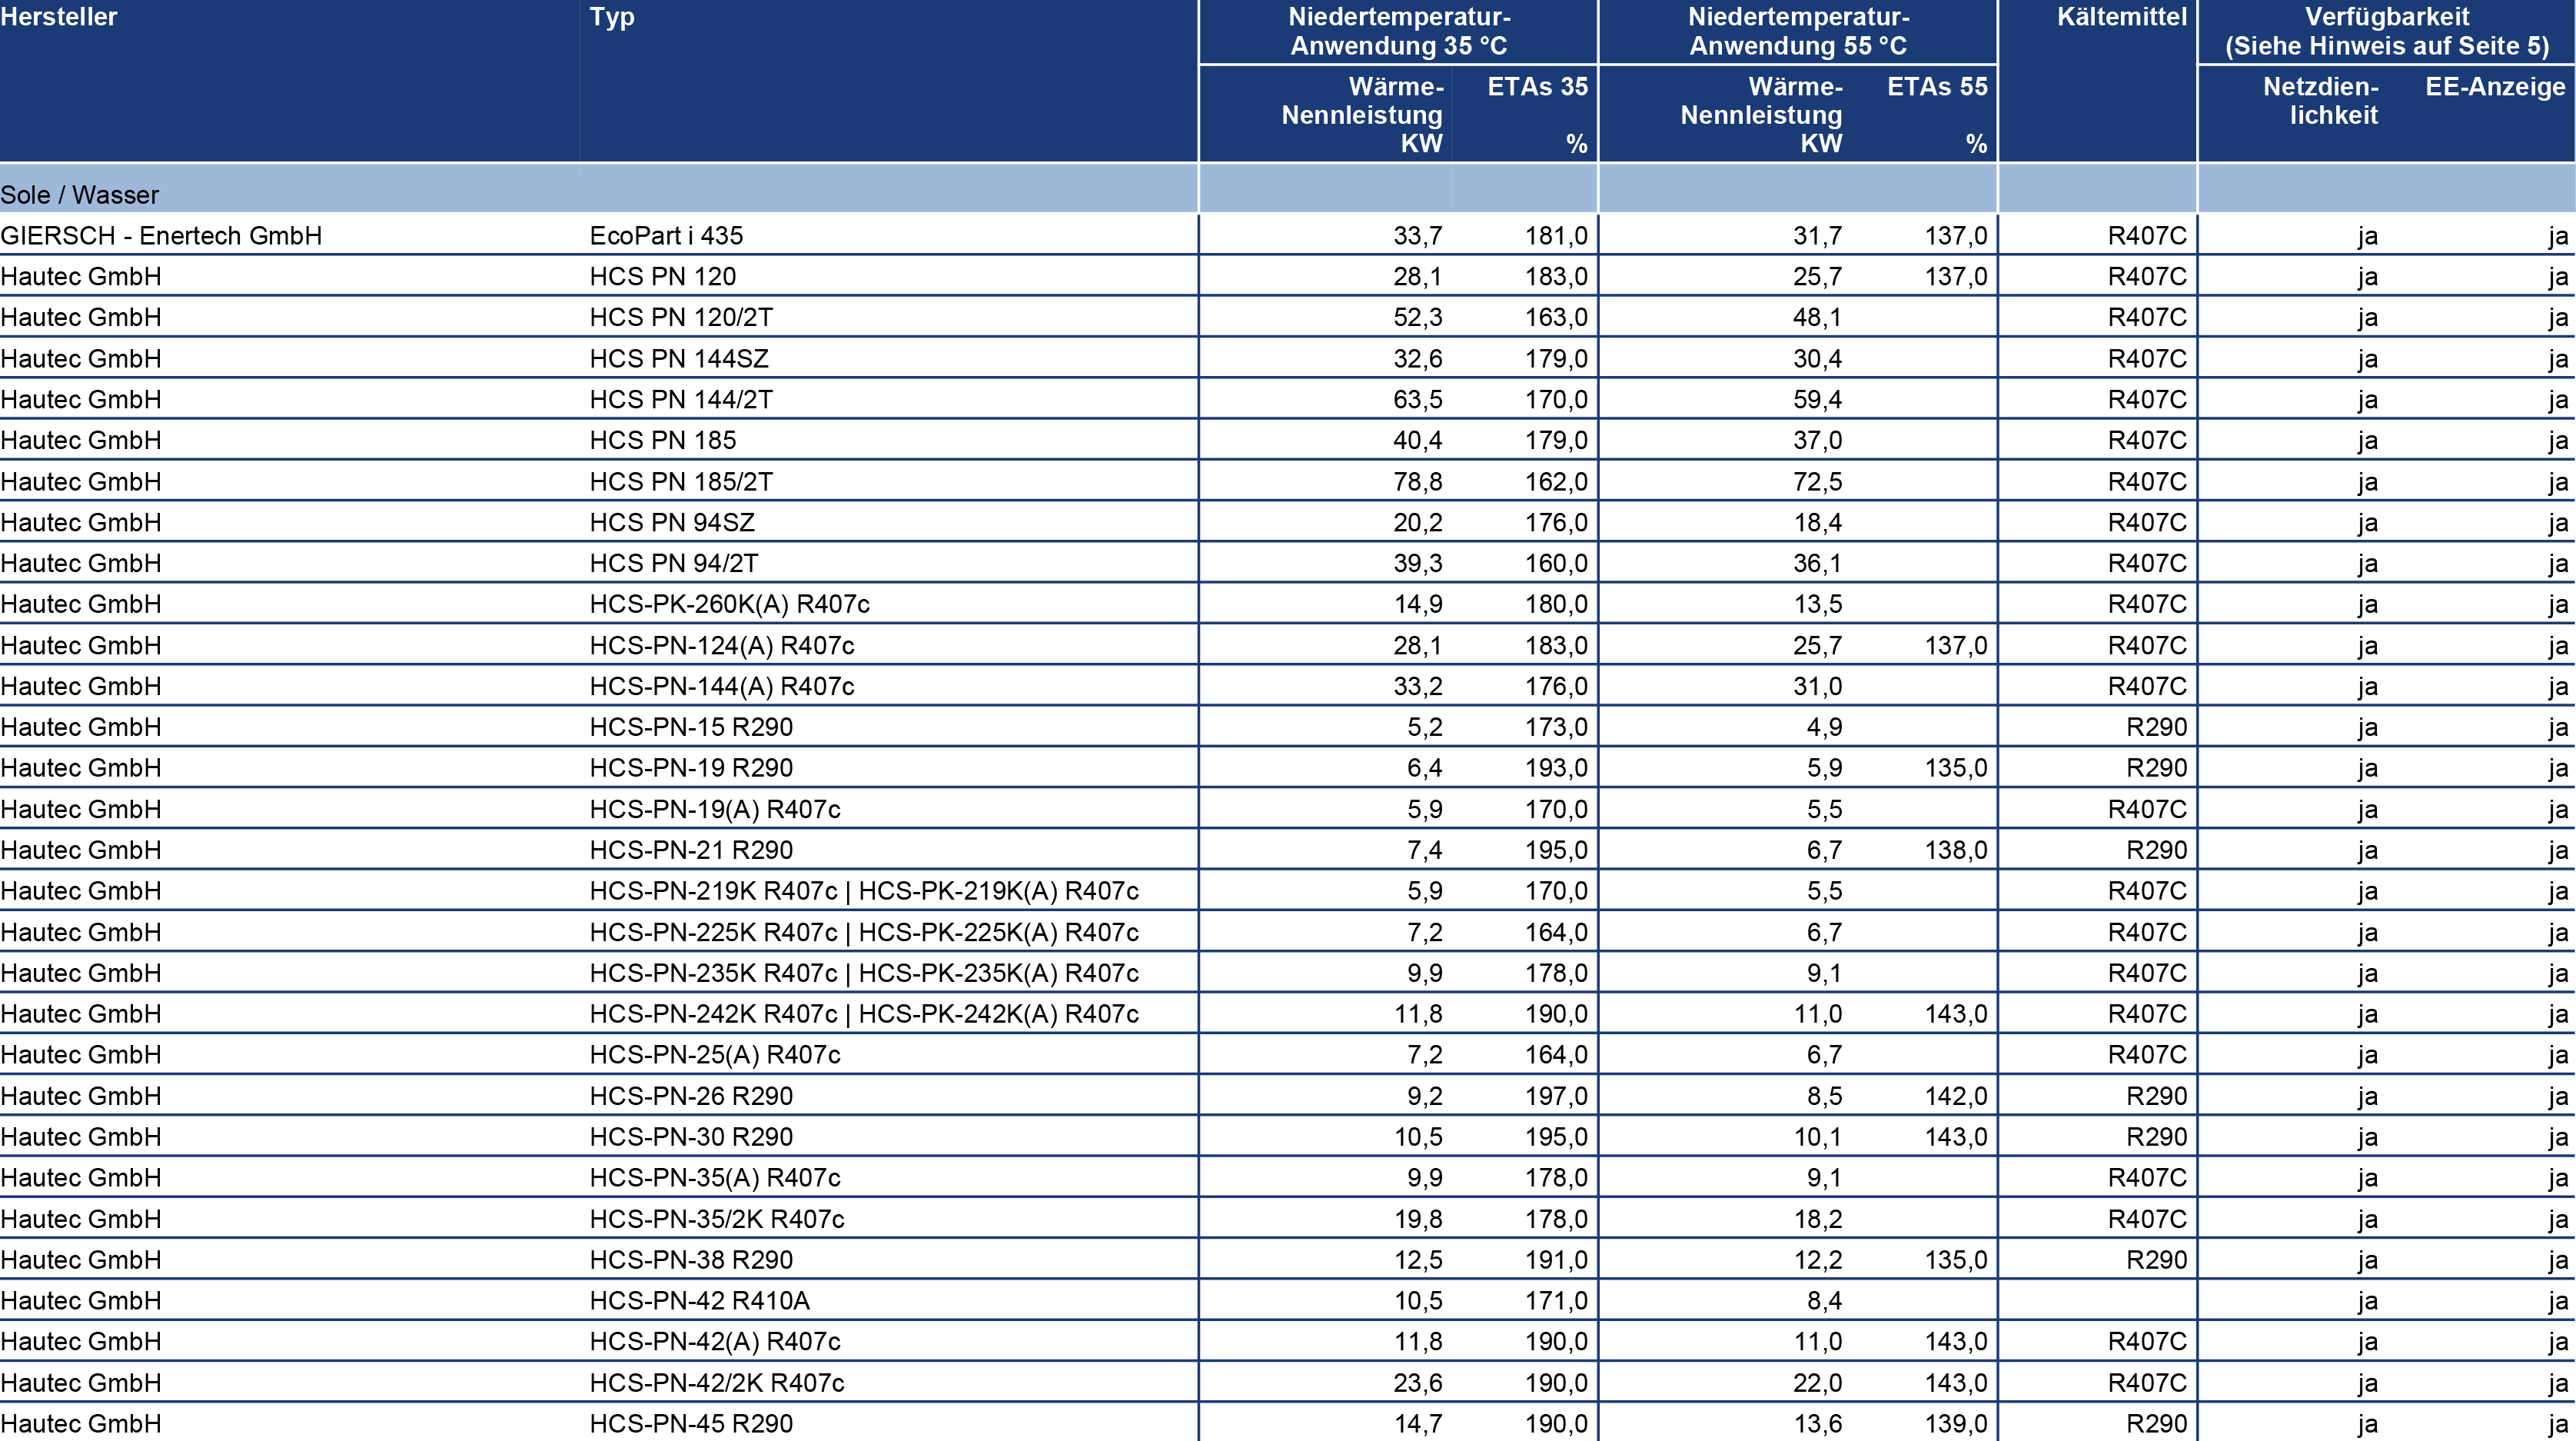 Hersteller Typ Niedertemperatur- Niedertemperatur- Kältemittel Verfügbarkeit
Anwendung 35 °C Anwendung 55 °C (Siehe Hinweis auf Seite 5)
Wärme- ETAs 35 Wärme- ETAs 55 Netzdien- EE-Anzeige
Nennleistung Nennleistung lichkeit
KW % KW %
Sole / Wasser
GIERSCH - Enertech GmbH EcoPart i 435 33,7 181,0 31,7 137,0 R407C ja ja
Hautec GmbH HCS PN 120 28,1 183,0 25,7 137,0 R407C ja ja
Hautec GmbH HCS PN 120/2T 52,3 163,0 48,1 R407C ja ja
Hautec GmbH HCS PN 144SZ 32,6 179,0 30,4 R407C ja ja
Hautec GmbH HCS PN 144/2T 63,5 170,0 59,4 R407C ja ja
Hautec GmbH HCS PN 185 40,4 179,0 37,0 R407C ja ja
Hautec GmbH HCS PN 185/2T 78,8 162,0 72,5 R407C ja ja
Hautec GmbH HCS PN 94SZ 20,2 176,0 18,4 R407C ja ja
Hautec GmbH HCS PN 94/2T 39,3 160,0 36,1 R407C ja ja
Hautec GmbH HCS-PK-260K(A) R407c 14,9 180,0 13,5 R407C ja ja
Hautec GmbH HCS-PN-124(A) R407c 28,1 183,0 25,7 137,0 R407C ja ja
Hautec GmbH HCS-PN-144(A) R407c 33,2 176,0 31,0 R407C ja ja
Hautec GmbH HCS-PN-15 R290 5,2 173,0 4,9 R290 ja ja
Hautec GmbH HCS-PN-19 R290 6,4 193,0 5,9 135,0 R290 ja ja
Hautec GmbH HCS-PN-19(A) R407c 5,9 170,0 5,5 R407C ja ja
Hautec GmbH HCS-PN-21 R290 7,4 195,0 6,7 138,0 R290 ja ja
Hautec GmbH HCS-PN-219K R407c | HCS-PK-219K(A) R407c 5,9 170,0 5,5 R407C ja ja
Hautec GmbH HCS-PN-225K R407c | HCS-PK-225K(A) R407c 7,2 164,0 6,7 R407C ja ja
Hautec GmbH HCS-PN-235K R407c | HCS-PK-235K(A) R407c 9,9 178,0 9,1 R407C ja ja
Hautec GmbH HCS-PN-242K R407c | HCS-PK-242K(A) R407c 11,8 190,0 11,0 143,0 R407C ja ja
Hautec GmbH HCS-PN-25(A) R407c 7,2 164,0 6,7 R407C ja ja
Hautec GmbH HCS-PN-26 R290 9,2 197,0 8,5 142,0 R290 ja ja
Hautec GmbH HCS-PN-30 R290 10,5 195,0 10,1 143,0 R290 ja ja
Hautec GmbH HCS-PN-35(A) R407c 9,9 178,0 9,1 R407C ja ja
Hautec GmbH HCS-PN-35/2K R407c 19,8 178,0 18,2 R407C ja ja
Hautec GmbH HCS-PN-38 R290 12,5 191,0 12,2 135,0 R290 ja ja
Hautec GmbH HCS-PN-42 R410A 10,5 171,0 8,4 ja ja
Hautec GmbH HCS-PN-42(A) R407c 11,8 190,0 11,0 143,0 R407C ja ja
Hautec GmbH HCS-PN-42/2K R407c 23,6 190,0 22,0 143,0 R407C ja ja
Hautec GmbH HCS-PN-45 R290 14,7 190,0 13,6 139,0 R290 ja ja